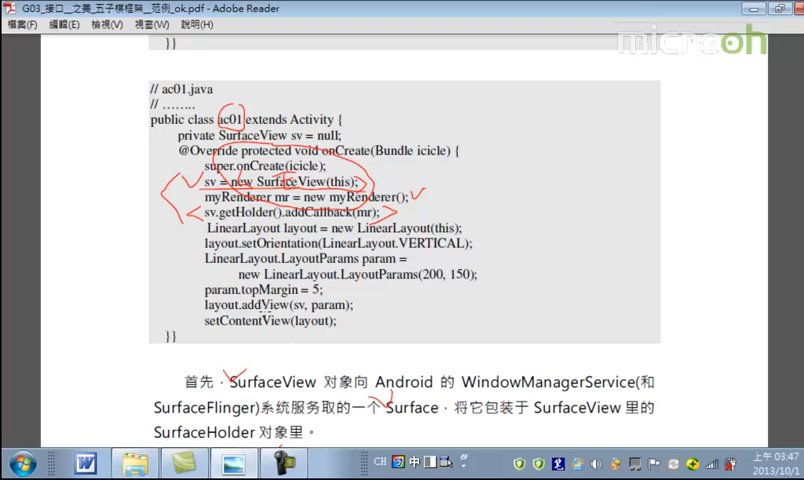 G03_接口__之美_五子棋框架__范例_ok.pdf - Adobe Reader
檔案(F) 編輯(E) 檢視(V) 視窗(W) 說明(H)
microoh
}}
// ac01.java
// ……..
public class ac01 extends Activity {
private SurfaceView sv = null;
@Override protected void onCreate(Bundle icicle) {
super.onCreate(icicle);
sv = new SurfaceView(this);
myRenderer mr = new myRenderer();
sv.getHolder().addCallback(mr);
LinearLayout layout = new LinearLayout(this);
layout.setOrientation(LinearLayout.VERTICAL);
LinearLayout.LayoutParams param =
new LinearLayout.LayoutParams(200, 150);
param.topMargin = 5;
layout.addView(sv, param);
setContentView(layout);
}}
首先，SurfaceView 对象向 Android 的 WindowManagerService(和
SurfaceFlinger)系统服务取的一个 Surface，将它包装于 SurfaceView 里的
SurfaceHolder 对象里。
CH 中
上午 03:47
2013/10/1